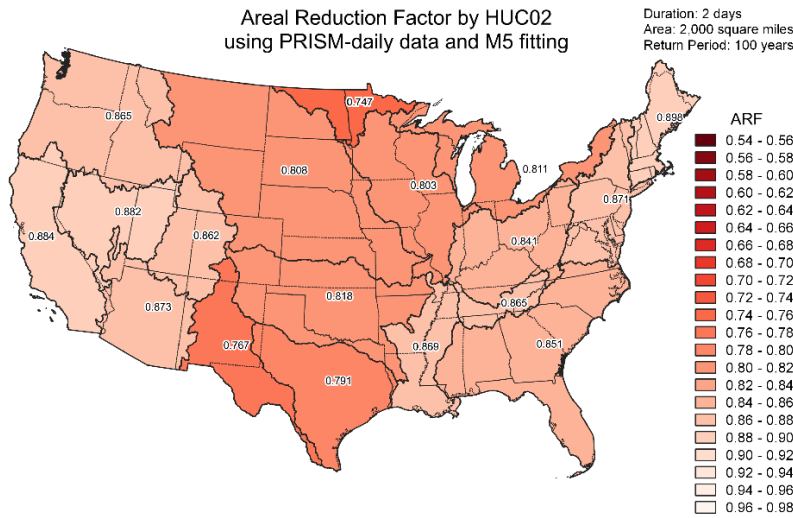 Areal Reduction Factor by HUC02
using PRISM-daily data and M5 fitting
Duration: 2 days
Area: 2,000 square miles
Return Period: 100 years
0.747
0.898
0.865
0.808
0.803
0.811
0.882
0.871
0.884
0.862
0.841
0.873
0.818
0.865
0.767
0.869
0.851
0.791
ARF
0.54 - 0.56
0.56 - 0.58
0.58 - 0.60
0.60 - 0.62
0.62 - 0.64
0.64 - 0.66
0.66 - 0.68
0.68 - 0.70
0.70 - 0.72
0.72 - 0.74
0.74 - 0.76
0.76 - 0.78
0.78 - 0.80
0.80 - 0.82
0.82 - 0.84
0.84 - 0.86
0.86 - 0.88
0.88 - 0.90
0.90 - 0.92
0.92 - 0.94
0.94 - 0.96
0.96 - 0.98